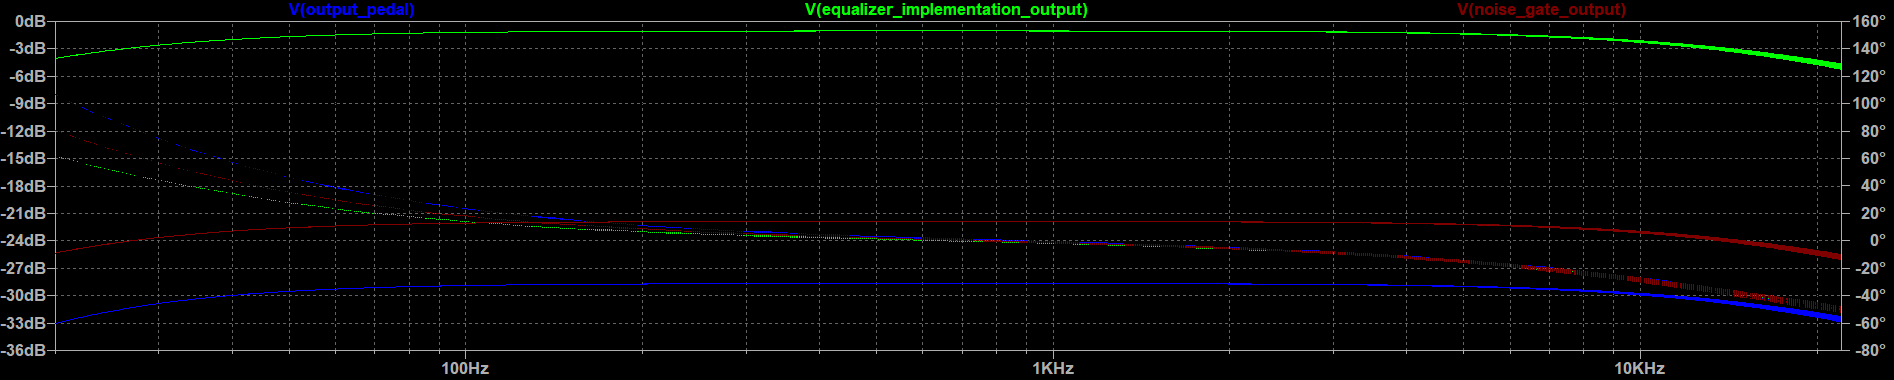 V(output_pedal) V(equalizer_implementation_output) V(noise_gate_output)
0dB 160°
-3dB 140°
-6dB 120°
-9dB 100°
-12dB 80°
-15dB 60°
-18dB 40°
-21dB 20°
-24dB 0°
-27dB -20°
-30dB -40°
-33dB -60°
-36dB -80°
100Hz 1KHz 10KHz